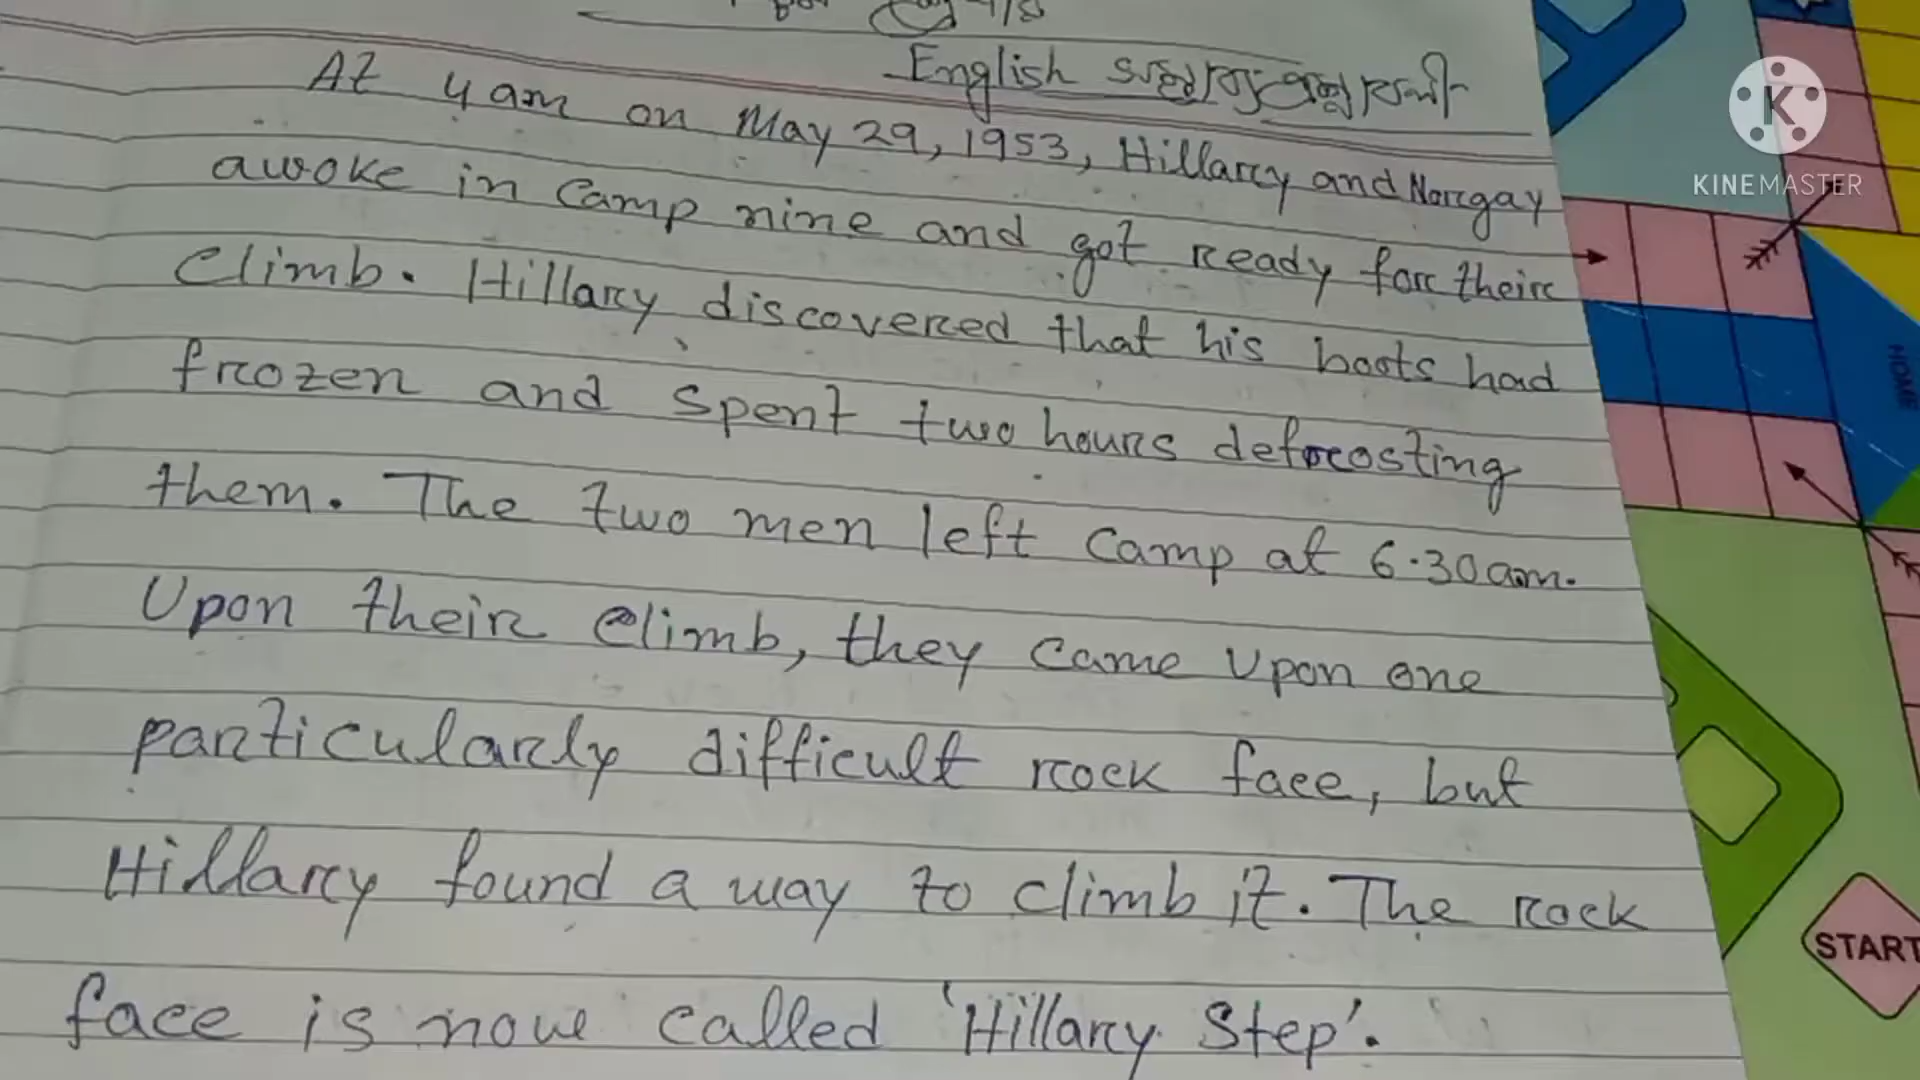 English
At 4 am on May 29, 1953, Hillary and Norgay
awoke in Camp nine and got ready for their
Climb. Hillary discovered that his boots had
frozen and spent two hours defrosting
them. The two men left Camp at 6.30 am.
Upon their climb, they came upon one
particularly difficult rock face, but
Hillary found a way to climb it. The rock
face is now called 'Hillary Step'.
KINEMASTER
K
HOME
START